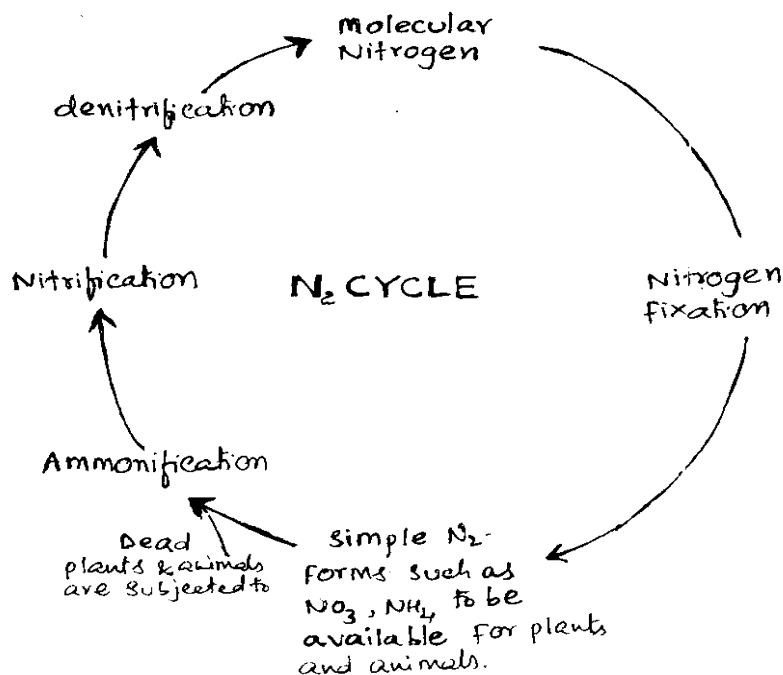 molecular
Nitrogen
denitrification
Nitrification
N₂ CYCLE
Nitrogen
fixation
Ammonification
Dead
plants & animals
are subjected to
simple N₂-
forms such as
NO₃, NH₄ to be
available for plants
and animals.